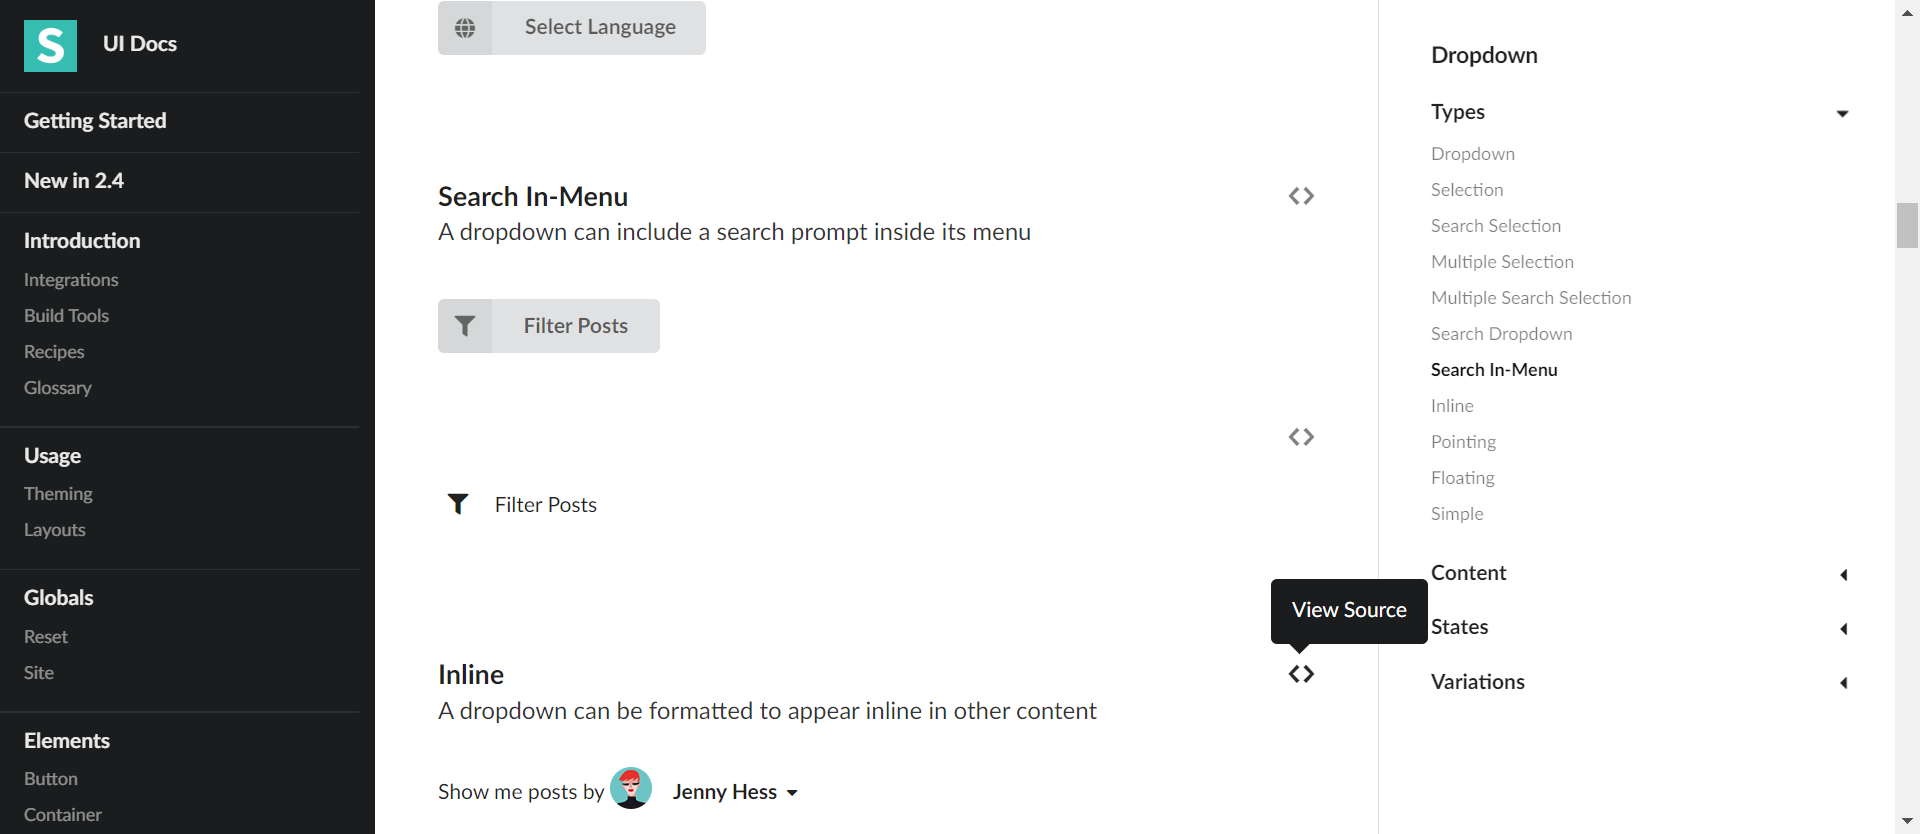 S
UI Docs
Getting Started
New in 2.4
Introduction
Integrations
Build Tools
Recipes
Glossary
Usage
Theming
Layouts
Globals
Reset
Site
Elements
Button
Container
Select Language
Search In-Menu
A dropdown can include a search prompt inside its menu
Filter Posts
Filter Posts
View Source
Inline
A dropdown can be formatted to appear inline in other content
Show me posts by Jenny Hess
Dropdown
Types
Dropdown
Selection
Search Selection
Multiple Selection
Multiple Search Selection
Search Dropdown
Search In-Menu
Inline
Pointing
Floating
Simple
Content
States
Variations